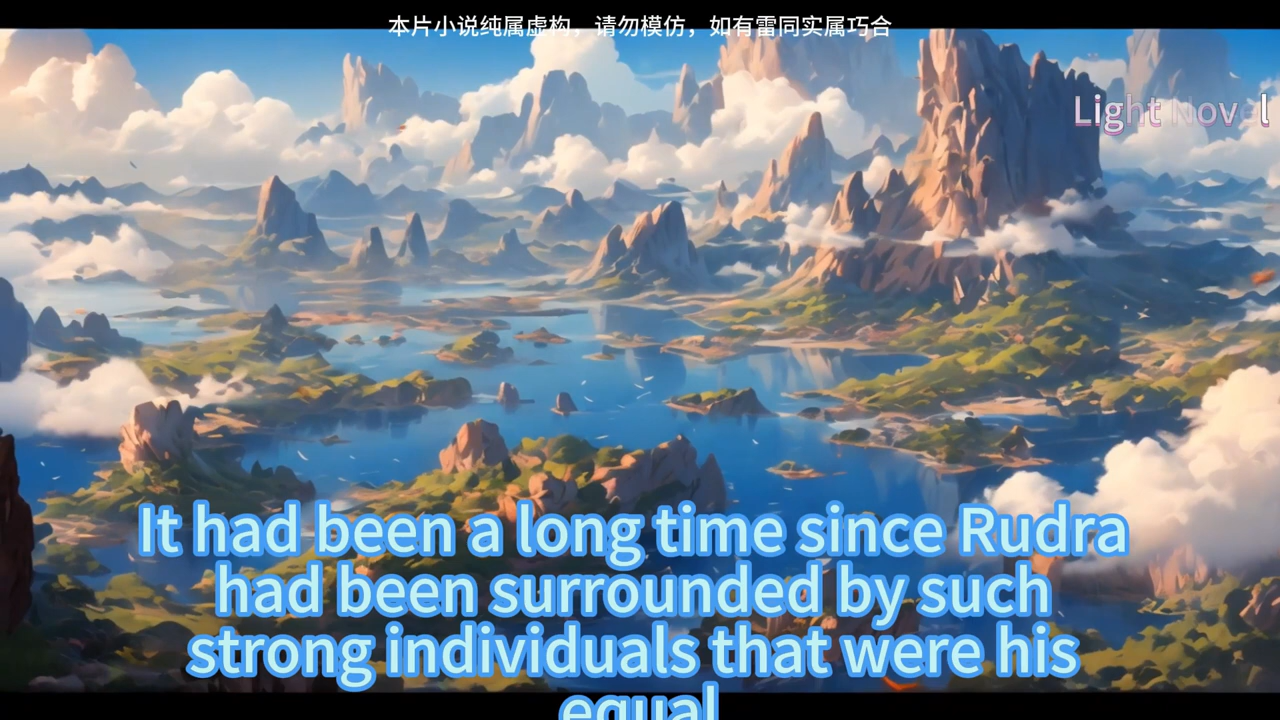 本片小说纯属虚构，请勿模仿，如有雷同实属巧合
Light Novel
It had been a long time since Rudra
had been surrounded by such
strong individuals that were his
equal